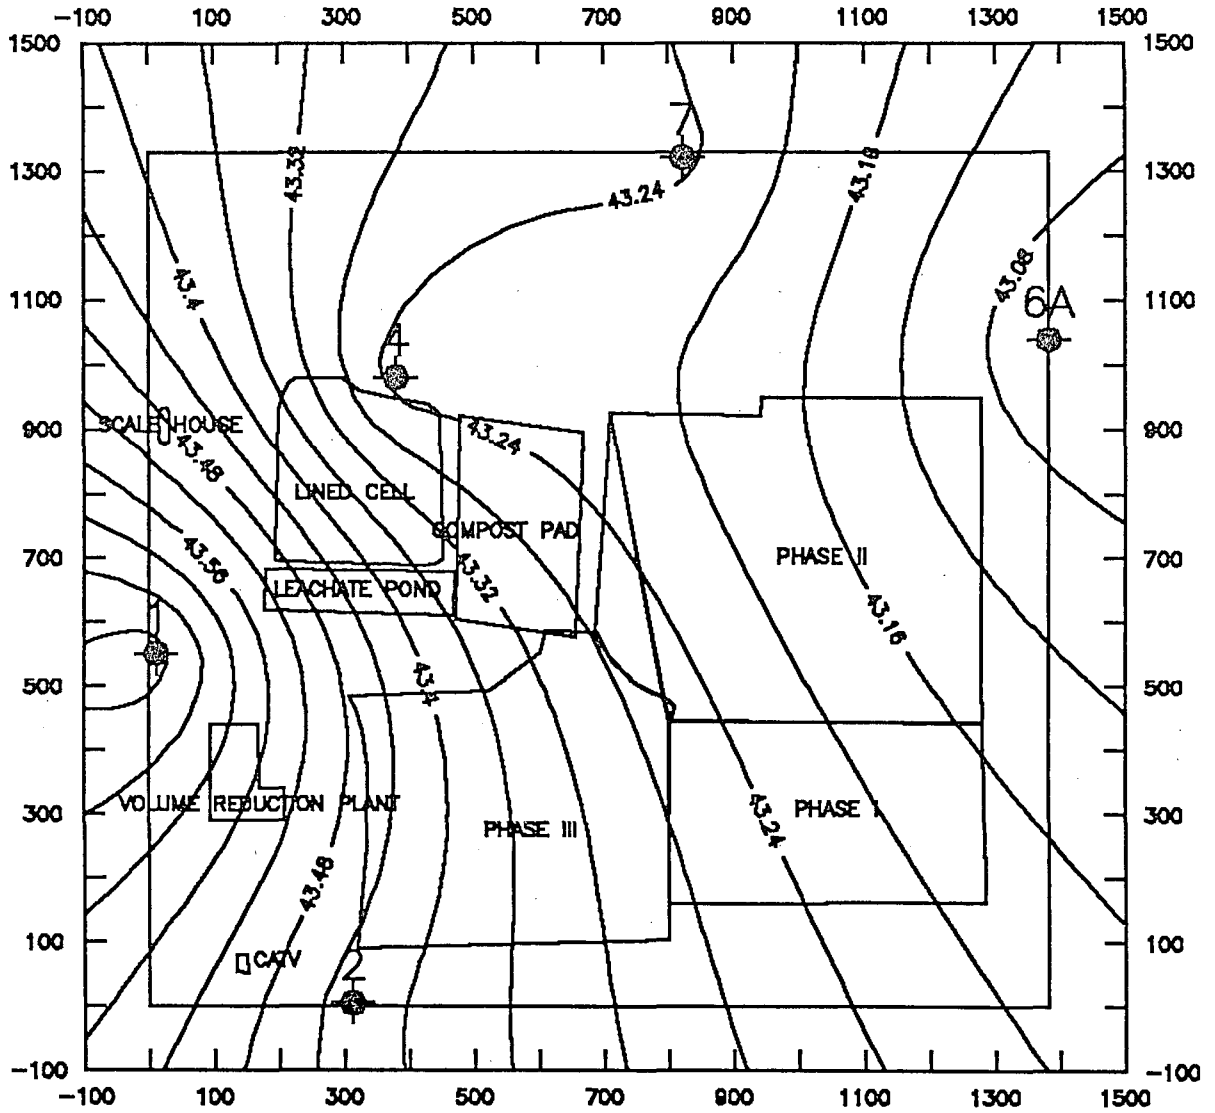 -100 100 300 500 700 900 1100 1300 1500
1500 1500
7
43.32 43.16
1300 1300
43.24
43.08
43.4
1100 6A 1100
4
SCALE HOUSE
900 43.24 900
43.48
LINED CELL
COMPOST PAD
43.56 PHASE II
700 700
43.32
LEACHATE POND
43.16
1
500 43.4 500
VOLUME REDUCTION PLANT
300 PHASE I 300
PHASE III 43.24
43.48
100 CATV 100
2
-100 -100
-100 100 300 500 700 900 1100 1300 1500